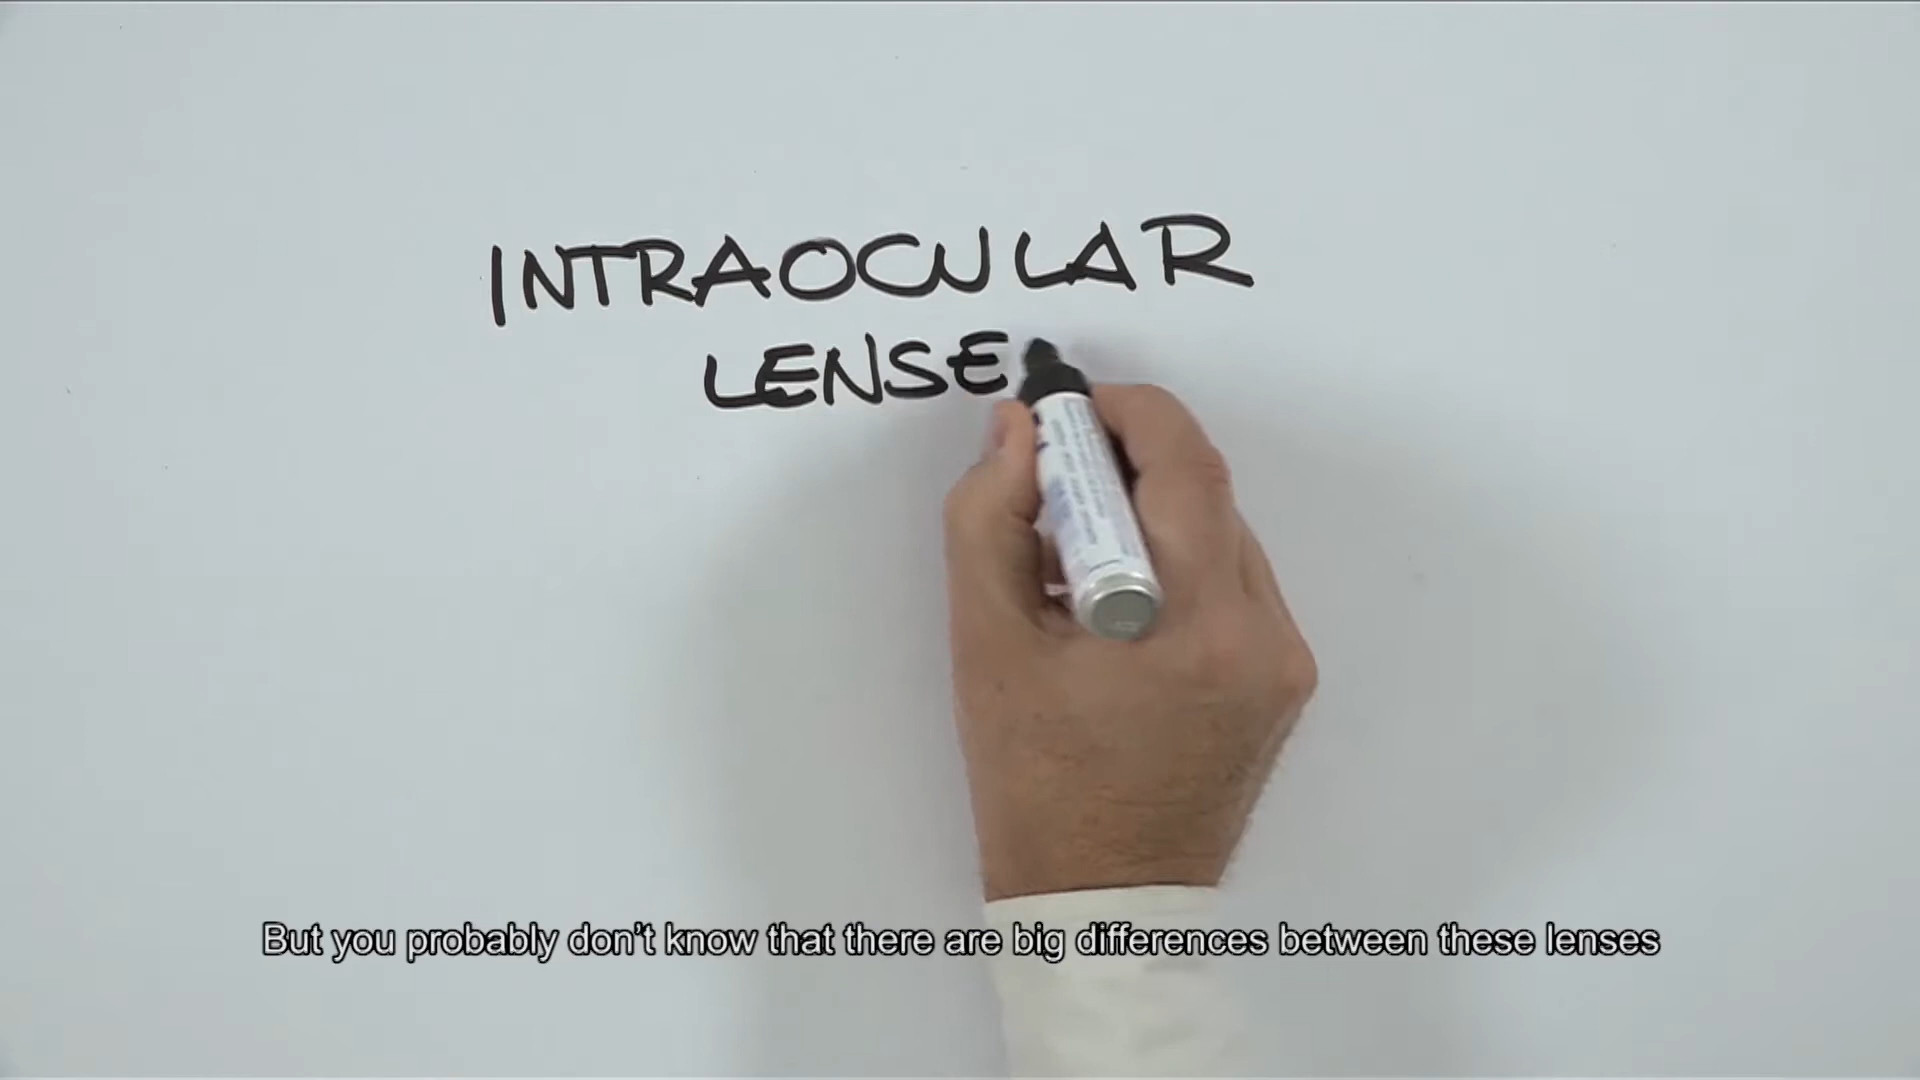 INTRAOCULAR
LENSE
But you probably don't know that there are big differences between these lenses